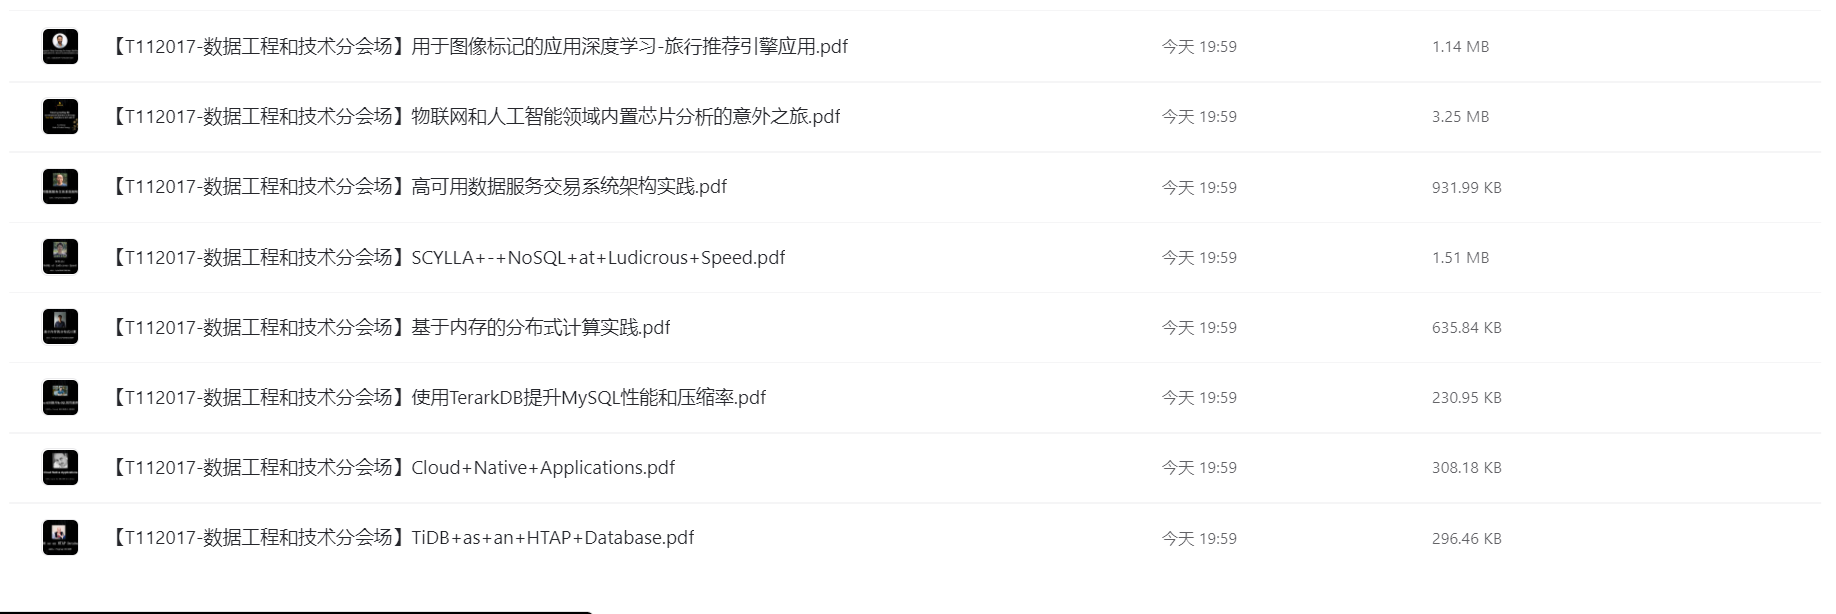 【T112017-数据工程和技术分会场】用于图像标记的应用深度学习-旅行推荐引擎应用.pdf 今天 19:59 1.14 MB
【T112017-数据工程和技术分会场】物联网和人工智能领域内置芯片分析的意外之旅.pdf 今天 19:59 3.25 MB
【T112017-数据工程和技术分会场】高可用数据服务交易系统架构实践.pdf 今天 19:59 931.99 KB
【T112017-数据工程和技术分会场】SCYLLA+-+NoSQL+at+Ludicrous+Speed.pdf 今天 19:59 1.51 MB
【T112017-数据工程和技术分会场】基于内存的分布式计算实践.pdf 今天 19:59 635.84 KB
【T112017-数据工程和技术分会场】使用TerarkDB提升MySQL性能和压缩率.pdf 今天 19:59 230.95 KB
【T112017-数据工程和技术分会场】Cloud+Native+Applications.pdf 今天 19:59 308.18 KB
【T112017-数据工程和技术分会场】TiDB+as+an+HTAP+Database.pdf 今天 19:59 296.46 KB